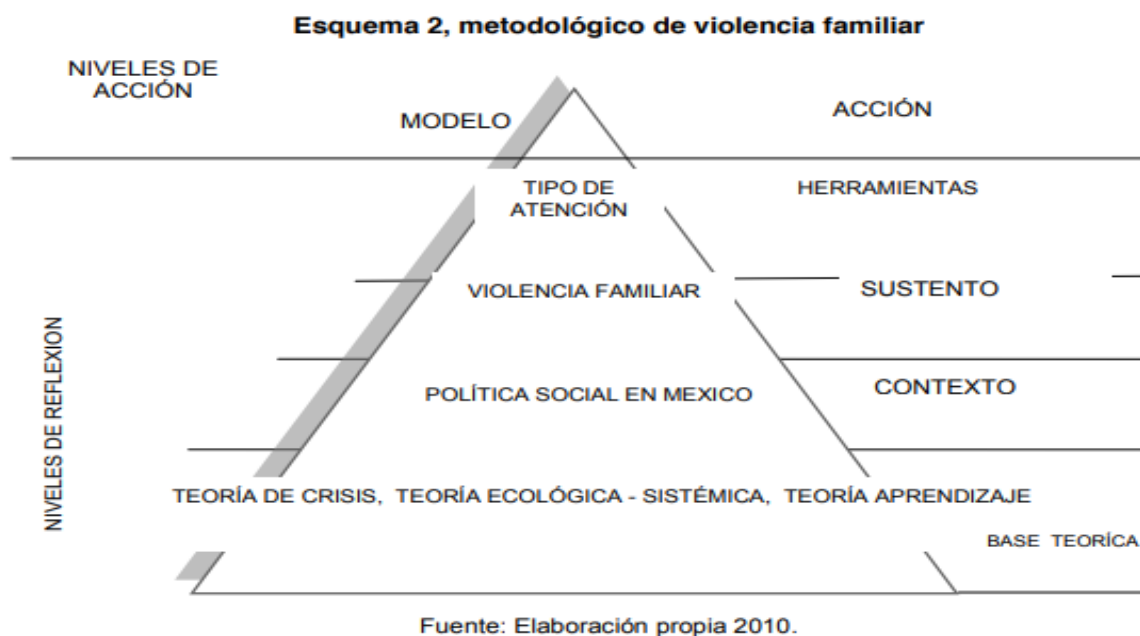 Esquema 2, metodológico de violencia familiar
NIVELES DE
ACCIÓN
MODELO
ACCIÓN
TIPO DE
ATENCIÓN
HERRAMIENTAS
VIOLENCIA FAMILIAR
SUSTENTO
POLÍTICA SOCIAL EN MEXICO
CONTEXTO
NIVELES DE REFLEXION
TEORÍA DE CRISIS, TEORÍA ECOLÓGICA - SISTÉMICA, TEORÍA APRENDIZAJE
BASE TEORÍCA
Fuente: Elaboración propia 2010.